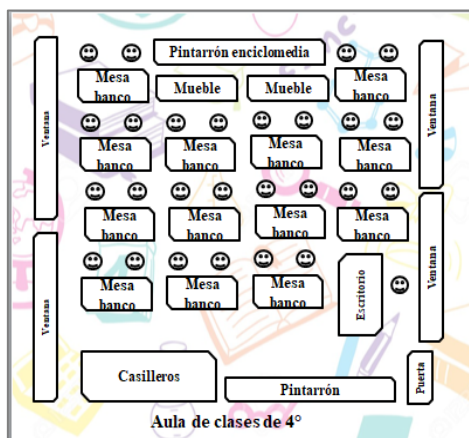 Pintarrón enciclomedia
Ventana
Mesa
banco
Mueble
Mueble
Mesa
banco
Ventana
Mesa
banco
Mesa
banco
Mesa
banco
Mesa
banco
Mesa
banco
Mesa
banco
Mesa
banco
Mesa
banco
Ventana
Mesa
banco
Mesa
banco
Mesa
banco
Escritorio
Ventana
Casilleros
Pintarrón
Puerta
Aula de clases de 4°